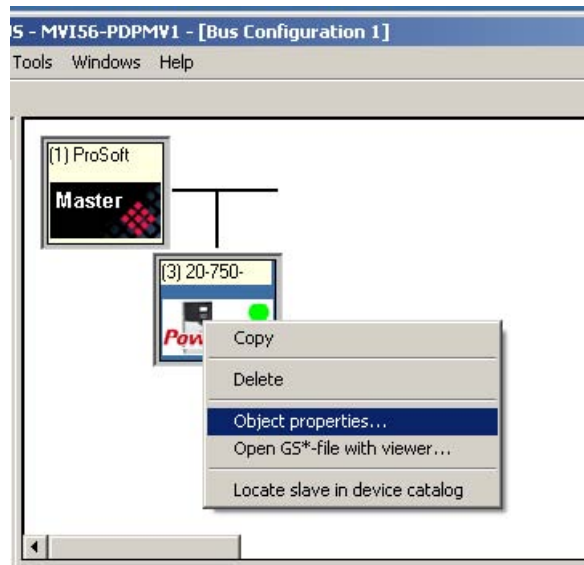 S - MVI56-PDPMV1 - [Bus Configuration 1]
Tools Windows Help
(1) ProSoft
Master
(3) 20-750-
Pow
Copy
Delete
Object properties...
Open GS*-file with viewer...
Locate slave in device catalog